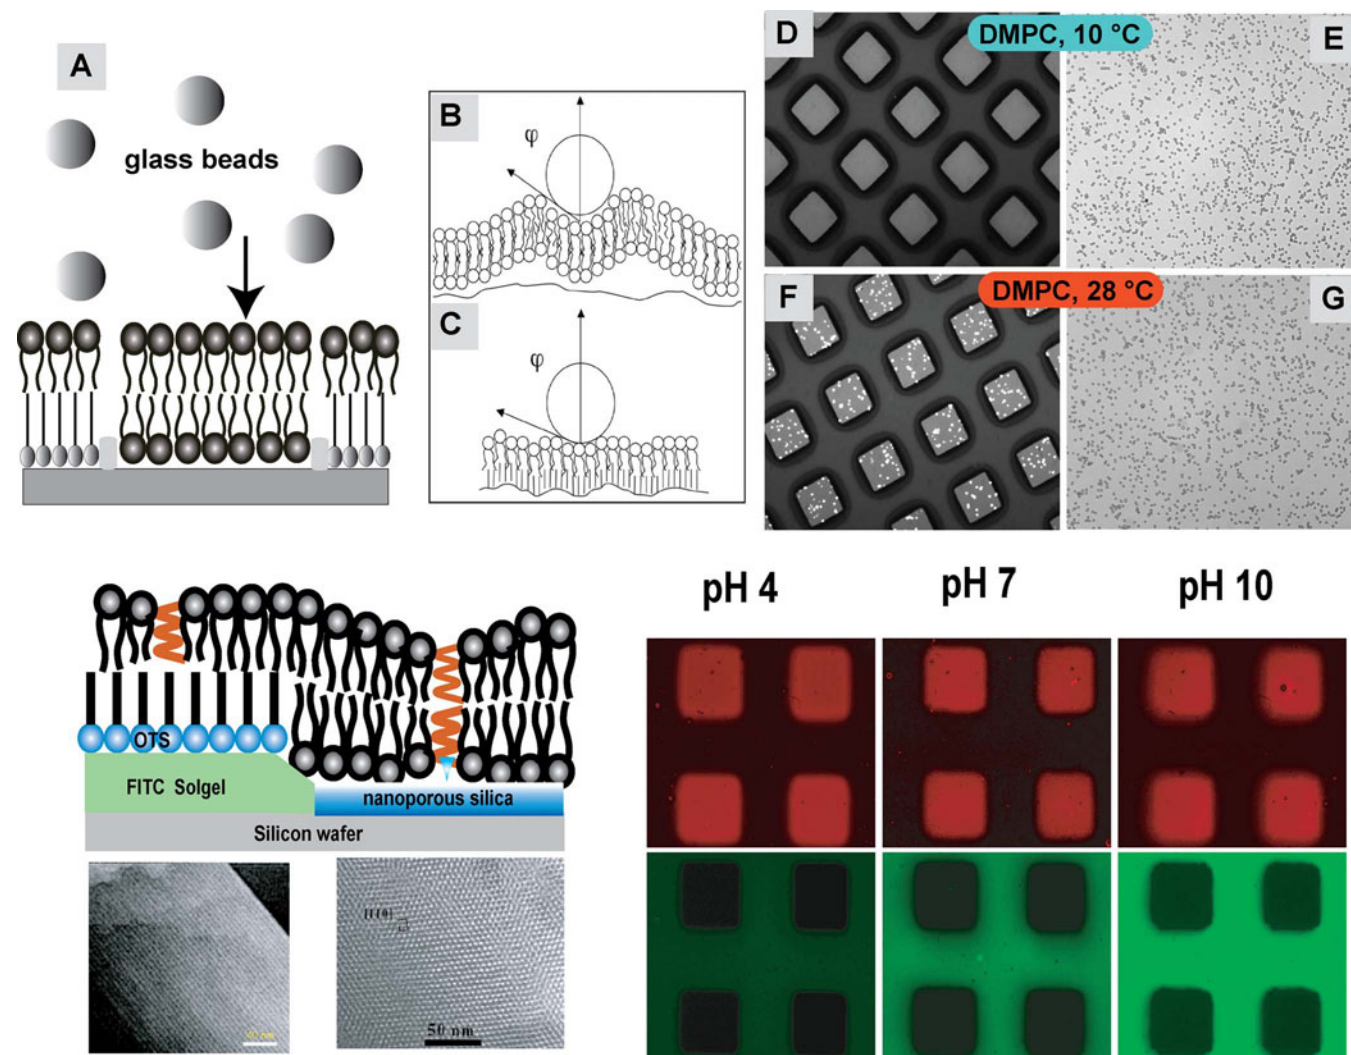 A
glass beads
B
φ
C
φ
D
DMPC, 10 °C
E
F
DMPC, 28 °C
G
OTS
FITC Solgel
nanoporous silica
Silicon wafer
50 nm
pH 4
pH 7
pH 10